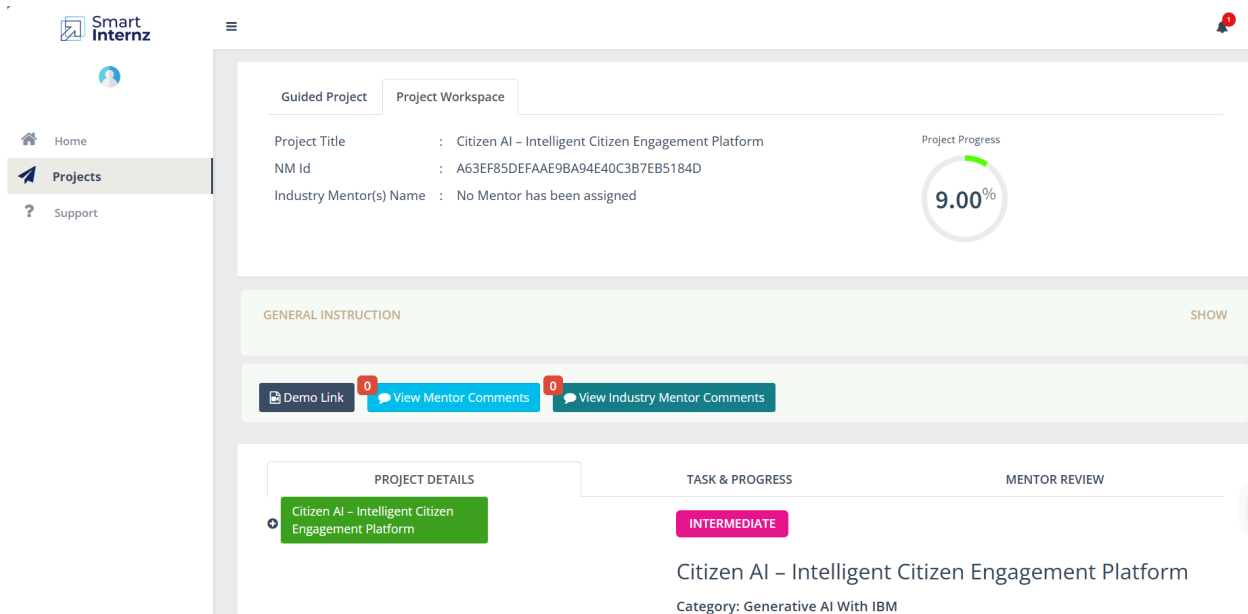 Smart
Internz
1
Home
Projects
Support
Guided Project
Project Workspace
Project Title : Citizen AI – Intelligent Citizen Engagement Platform
NM Id : A63EF85DEFAAE9BA94E40C3B7EB5184D
Industry Mentor(s) Name : No Mentor has been assigned
Project Progress
9.00%
GENERAL INSTRUCTION
SHOW
Demo Link
0
View Mentor Comments
0
View Industry Mentor Comments
PROJECT DETAILS
TASK & PROGRESS
MENTOR REVIEW
Citizen AI – Intelligent Citizen
Engagement Platform
INTERMEDIATE
Citizen AI – Intelligent Citizen Engagement Platform
Category: Generative AI With IBM